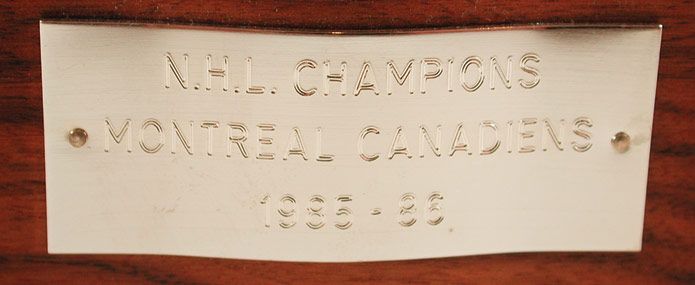 N.H.L. CHAMPIONS
MONTREAL CANADIENS
1985-86